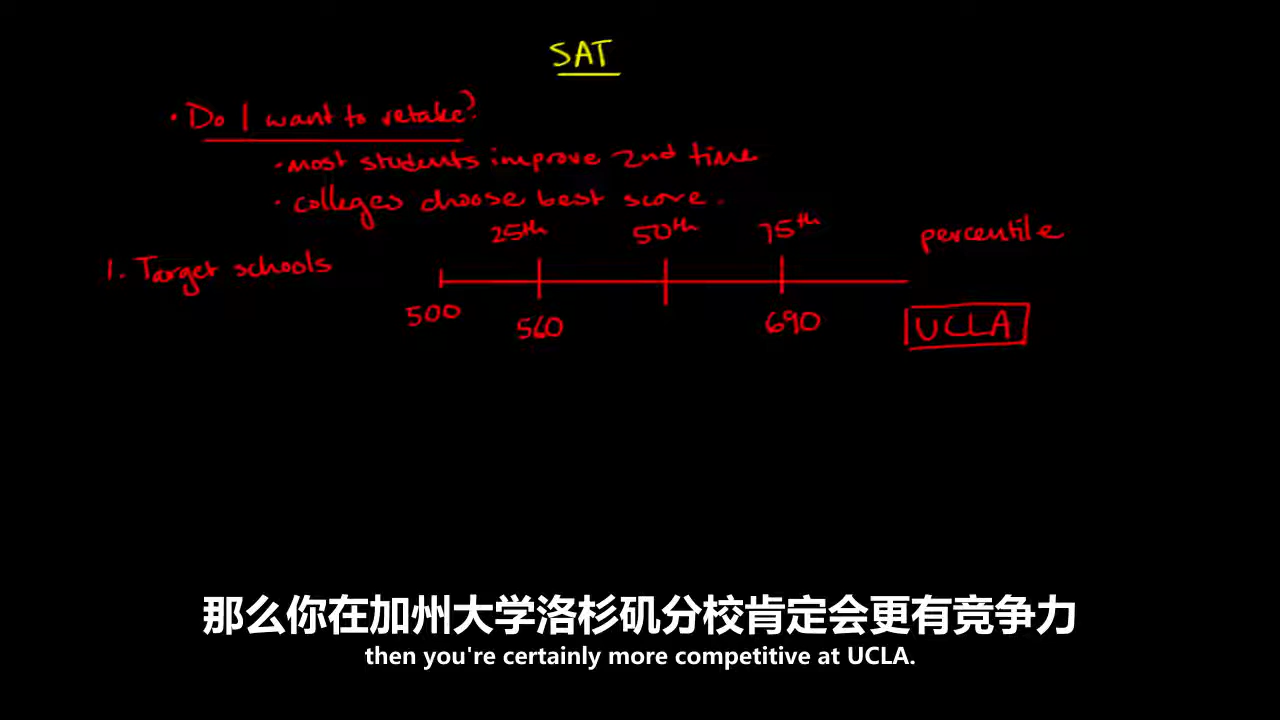 SAT
· Do I want to retake?
· most students improve 2nd time
· colleges choose best score.
25th 50th 75th percentile
1. Target schools
500 560 690 UCLA
那么你在加州大学洛杉矶分校肯定会更有竞争力
then you're certainly more competitive at UCLA.